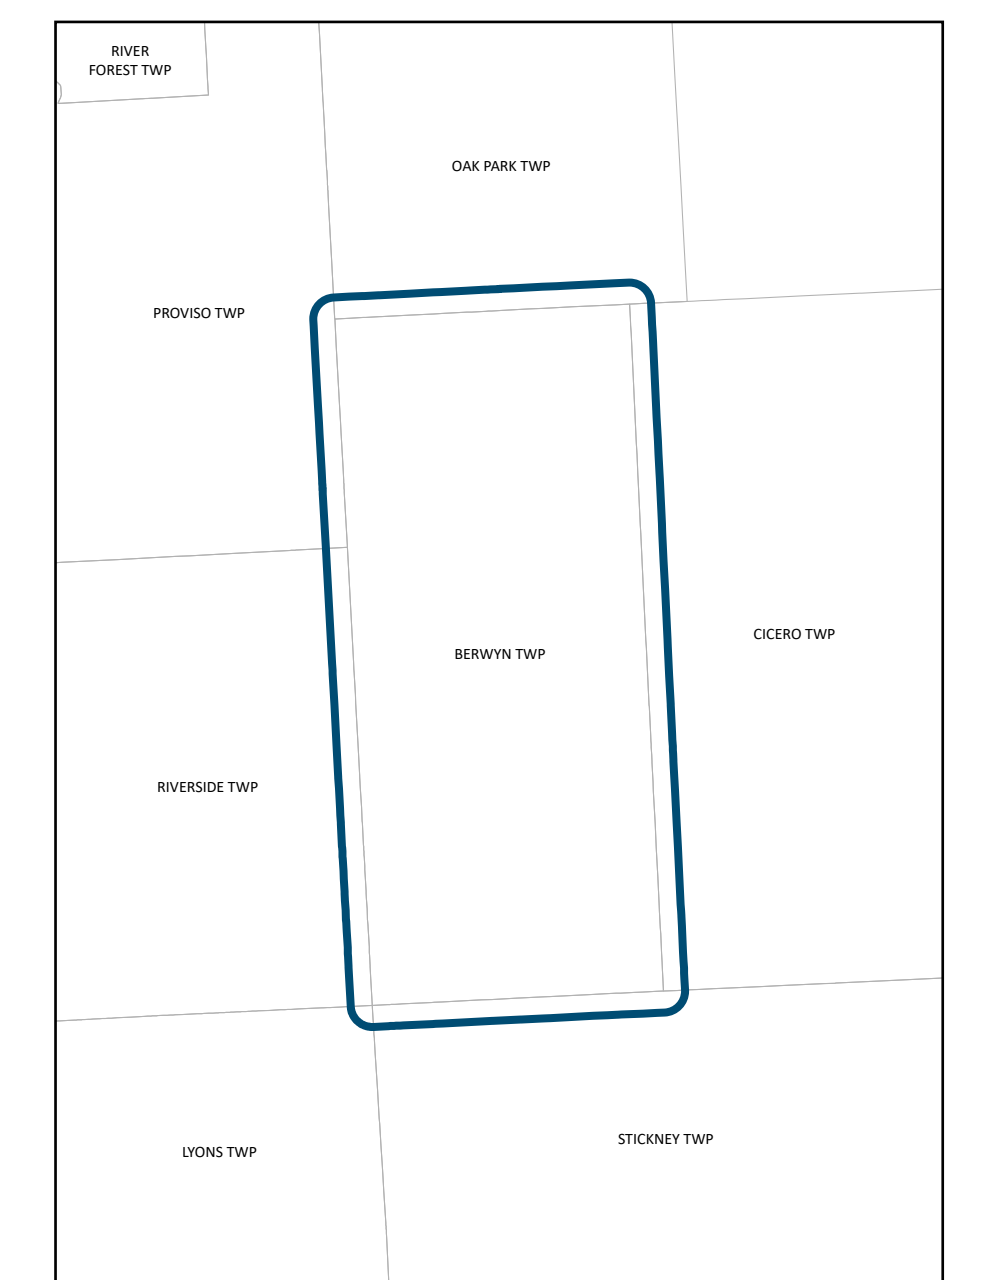 RIVER
FOREST TWP
OAK PARK TWP
PROVISO TWP
CICERO TWP
BERWYN TWP
RIVERSIDE TWP
STICKNEY TWP
LYONS TWP